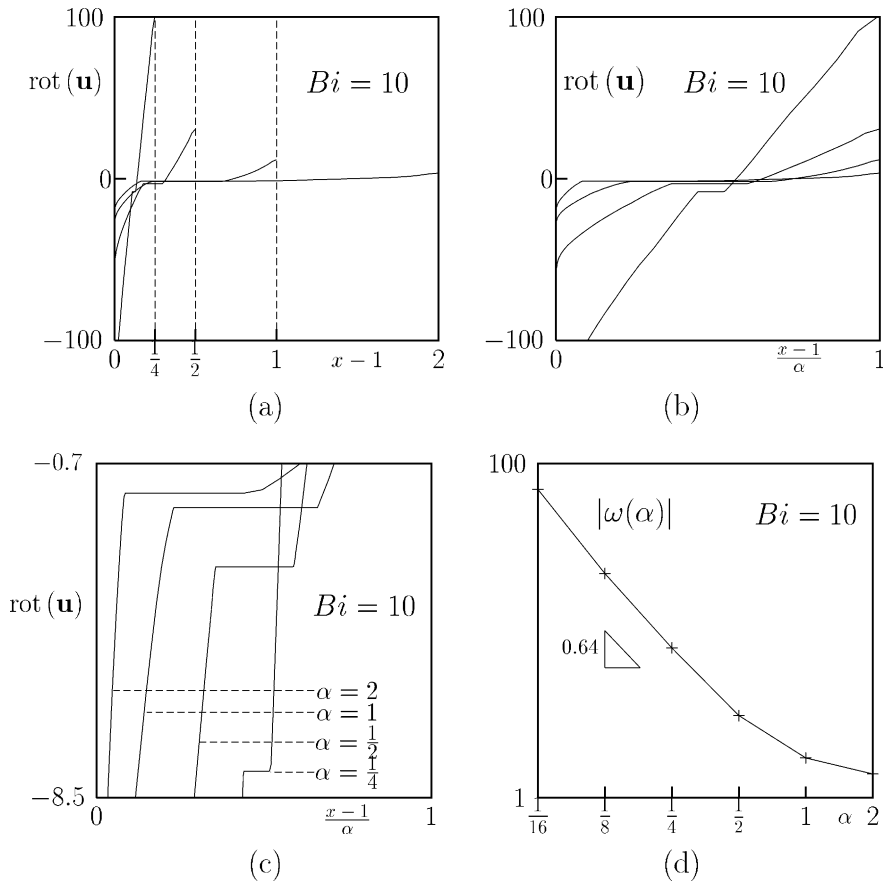 100
rot (u)
Bi = 10
0
−100
0 1/4 1/2 1 x − 1 2
(a)
100
rot (u) Bi = 10
0
−100
0 x − 1/α 1
(b)
−0.7
rot (u)
Bi = 10
α = 2
α = 1
α = 1/2
α = 1/4
−8.5
0 x − 1/α 1
(c)
100
|ω(α)| Bi = 10
0.64
1
1/16 1/8 1/4 1/2 1 α 2
(d)